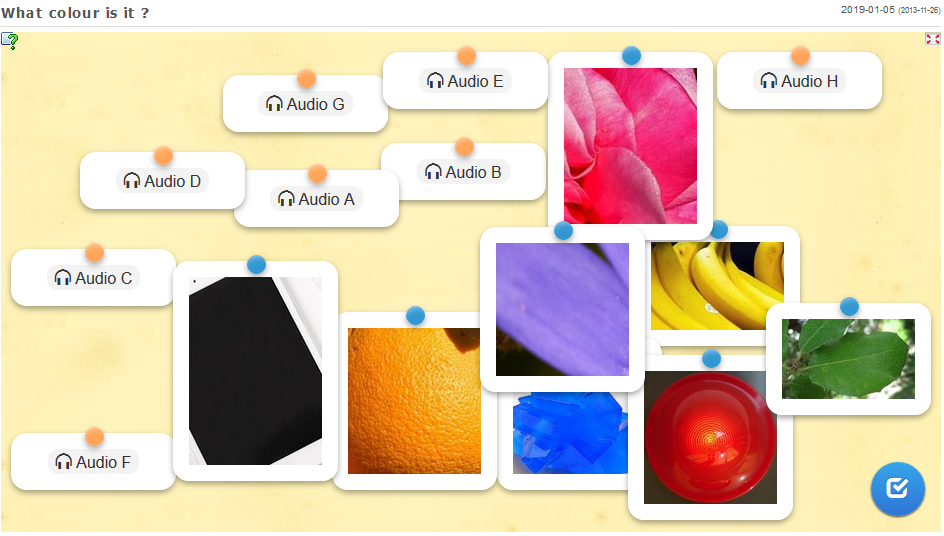 What colour is it ?
2019-01-05 (2013-11-26)
Audio E
Audio H
Audio G
Audio B
Audio D
Audio A
Audio C
Audio F